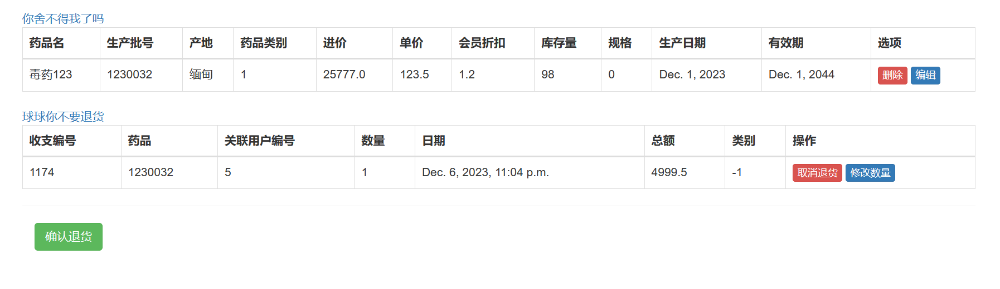 你舍不得我了吗
药品名 生产批号 产地 药品类别 进价 单价 会员折扣 库存量 规格 生产日期 有效期 选项
毒药123 1230032 缅甸 1 25777.0 123.5 1.2 98 0 Dec. 1, 2023 Dec. 1, 2044 删除 编辑
球球你不要退货
收支编号 药品 关联用户编号 数量 日期 总额 类别 操作
1174 1230032 5 1 Dec. 6, 2023, 11:04 p.m. 4999.5 -1 取消退货 修改数量
确认退货